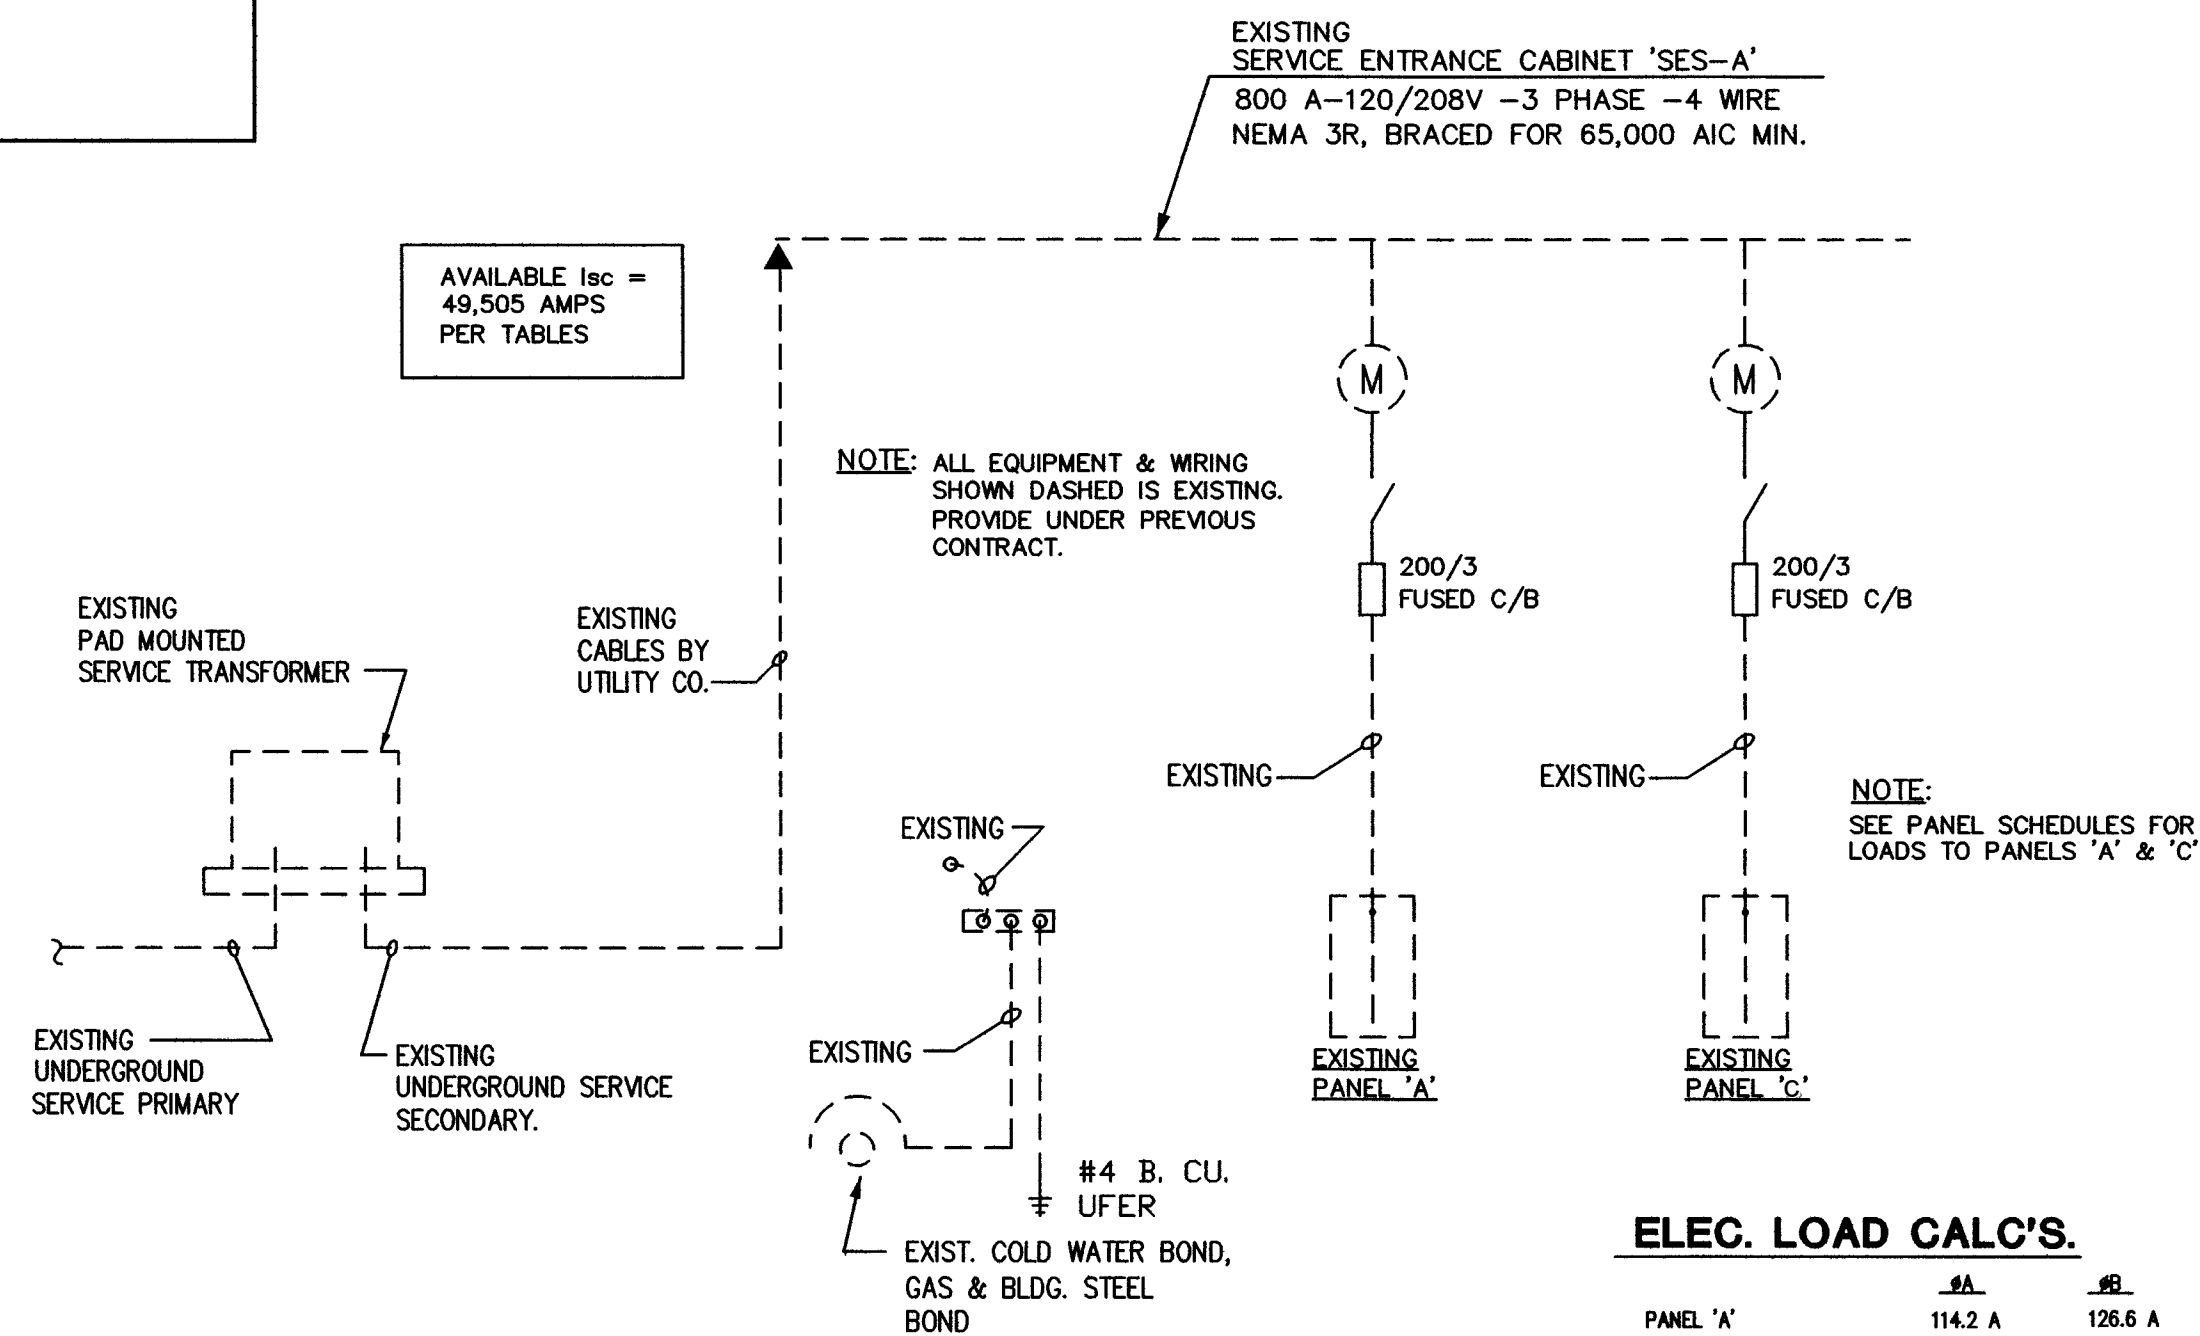 EXISTING
SERVICE ENTRANCE CABINET 'SES-A'
800 A-120/208V -3 PHASE -4 WIRE
NEMA 3R, BRACED FOR 65,000 AIC MIN.
AVAILABLE Isc =
49,505 AMPS
PER TABLES
M
M
NOTE: ALL EQUIPMENT & WIRING
SHOWN DASHED IS EXISTING.
PROVIDE UNDER PREVIOUS
CONTRACT.
200/3
FUSED C/B
200/3
FUSED C/B
EXISTING
PAD MOUNTED
SERVICE TRANSFORMER
EXISTING
CABLES BY
UTILITY CO.
EXISTING
EXISTING
NOTE:
SEE PANEL SCHEDULES FOR
LOADS TO PANELS 'A' & 'C'
EXISTING
EXISTING
UNDERGROUND
SERVICE PRIMARY
EXISTING
UNDERGROUND SERVICE
SECONDARY.
EXISTING
EXISTING
PANEL 'A'
EXISTING
PANEL 'C'
#4 B. CU.
UFER
EXIST. COLD WATER BOND,
GAS & BLDG. STEEL
BOND
ELEC. LOAD CALC'S.
øA øB
PANEL 'A' 114.2 A 126.6 A